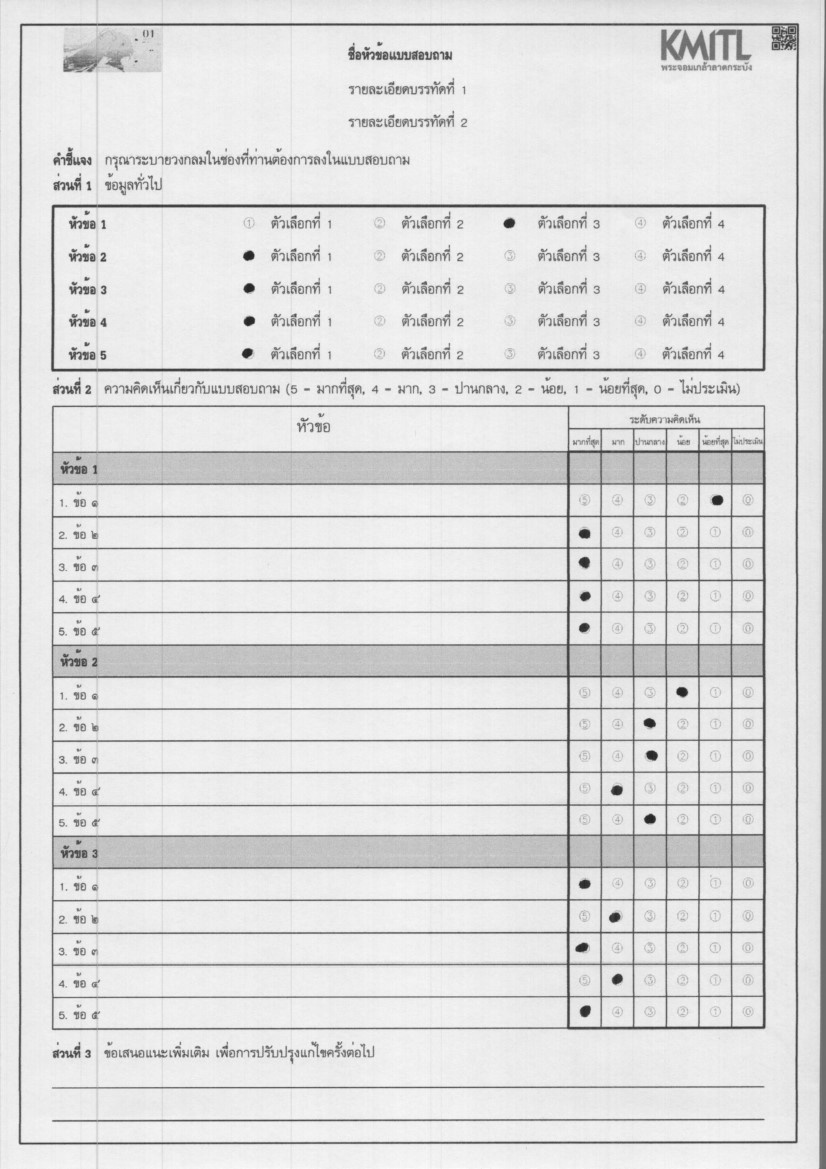 01
KMITL
พระจอมเกล้าลาดกระบัง
ชื่อหัวข้อแบบสอบถาม
รายละเอียดบรรทัดที่ 1
รายละเอียดบรรทัดที่ 2
คำชี้แจง กรุณาระบายวงกลมในช่องที่ท่านต้องการลงในแบบสอบถาม
ส่วนที่ 1 ข้อมูลทั่วไป
หัวข้อ 1 ① ตัวเลือกที่ 1 ② ตัวเลือกที่ 2 ● ตัวเลือกที่ 3 ④ ตัวเลือกที่ 4
หัวข้อ 2 ● ตัวเลือกที่ 1 ② ตัวเลือกที่ 2 ③ ตัวเลือกที่ 3 ④ ตัวเลือกที่ 4
หัวข้อ 3 ● ตัวเลือกที่ 1 ② ตัวเลือกที่ 2 ③ ตัวเลือกที่ 3 ④ ตัวเลือกที่ 4
หัวข้อ 4 ● ตัวเลือกที่ 1 ② ตัวเลือกที่ 2 ③ ตัวเลือกที่ 3 ④ ตัวเลือกที่ 4
หัวข้อ 5 ● ตัวเลือกที่ 1 ② ตัวเลือกที่ 2 ③ ตัวเลือกที่ 3 ④ ตัวเลือกที่ 4
ส่วนที่ 2 ความคิดเห็นเกี่ยวกับแบบสอบถาม (5 - มากที่สุด, 4 - มาก, 3 - ปานกลาง, 2 - น้อย, 1 - น้อยที่สุด, 0 - ไม่ประเมิน)
หัวข้อ ระดับความคิดเห็น
มากที่สุด มาก ปานกลาง น้อย น้อยที่สุด ไม่ประเมิน
หัวข้อ 1
1. ข้อ ๑ ⑤ ④ ③ ② ● ⓪
2. ข้อ ๒ ● ④ ③ ② ① ⓪
3. ข้อ ๓ ● ④ ③ ② ① ⓪
4. ข้อ ๔ ● ④ ③ ② ① ⓪
5. ข้อ ๕ ● ④ ③ ② ① ⓪
หัวข้อ 2
1. ข้อ ๑ ⑤ ④ ③ ● ① ⓪
2. ข้อ ๒ ⑤ ④ ● ② ① ⓪
3. ข้อ ๓ ⑤ ④ ● ② ① ⓪
4. ข้อ ๔ ⑤ ● ③ ② ① ⓪
5. ข้อ ๕ ⑤ ④ ● ② ① ⓪
หัวข้อ 3
1. ข้อ ๑ ● ④ ③ ② ① ⓪
2. ข้อ ๒ ⑤ ● ③ ② ① ⓪
3. ข้อ ๓ ● ④ ③ ② ① ⓪
4. ข้อ ๔ ⑤ ● ③ ② ① ⓪
5. ข้อ ๕ ● ④ ③ ② ① ⓪
ส่วนที่ 3 ข้อเสนอแนะเพิ่มเติม เพื่อการปรับปรุงแก้ไขครั้งต่อไป